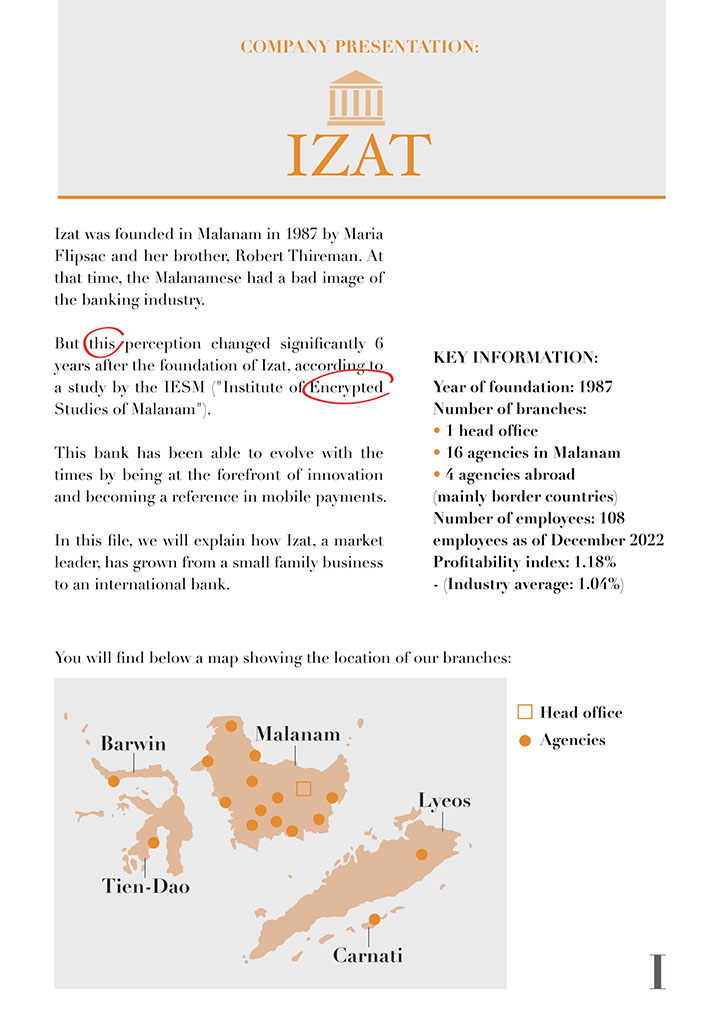 COMPANY PRESENTATION:
IZAT
Izat was founded in Malanam in 1987 by Maria
Flipsac and her brother, Robert Thireman. At
that time, the Malanamese had a bad image of
the banking industry.
But this perception changed significantly 6
years after the foundation of Izat, according to
a study by the IESM ("Institute of Encrypted
Studies of Malanam").
This bank has been able to evolve with the
times by being at the forefront of innovation
and becoming a reference in mobile payments.
In this file, we will explain how Izat, a market
leader, has grown from a small family business
to an international bank.
KEY INFORMATION:
Year of foundation: 1987
Number of branches:
• 1 head office
• 16 agencies in Malanam
• 4 agencies abroad
(mainly border countries)
Number of employees: 108
employees as of December 2022
Profitability index: 1.18%
- (Industry average: 1.04%)
You will find below a map showing the location of our branches:
Head office
Agencies
Barwin
Malanam
Lyeos
Tien-Dao
Carnati
I